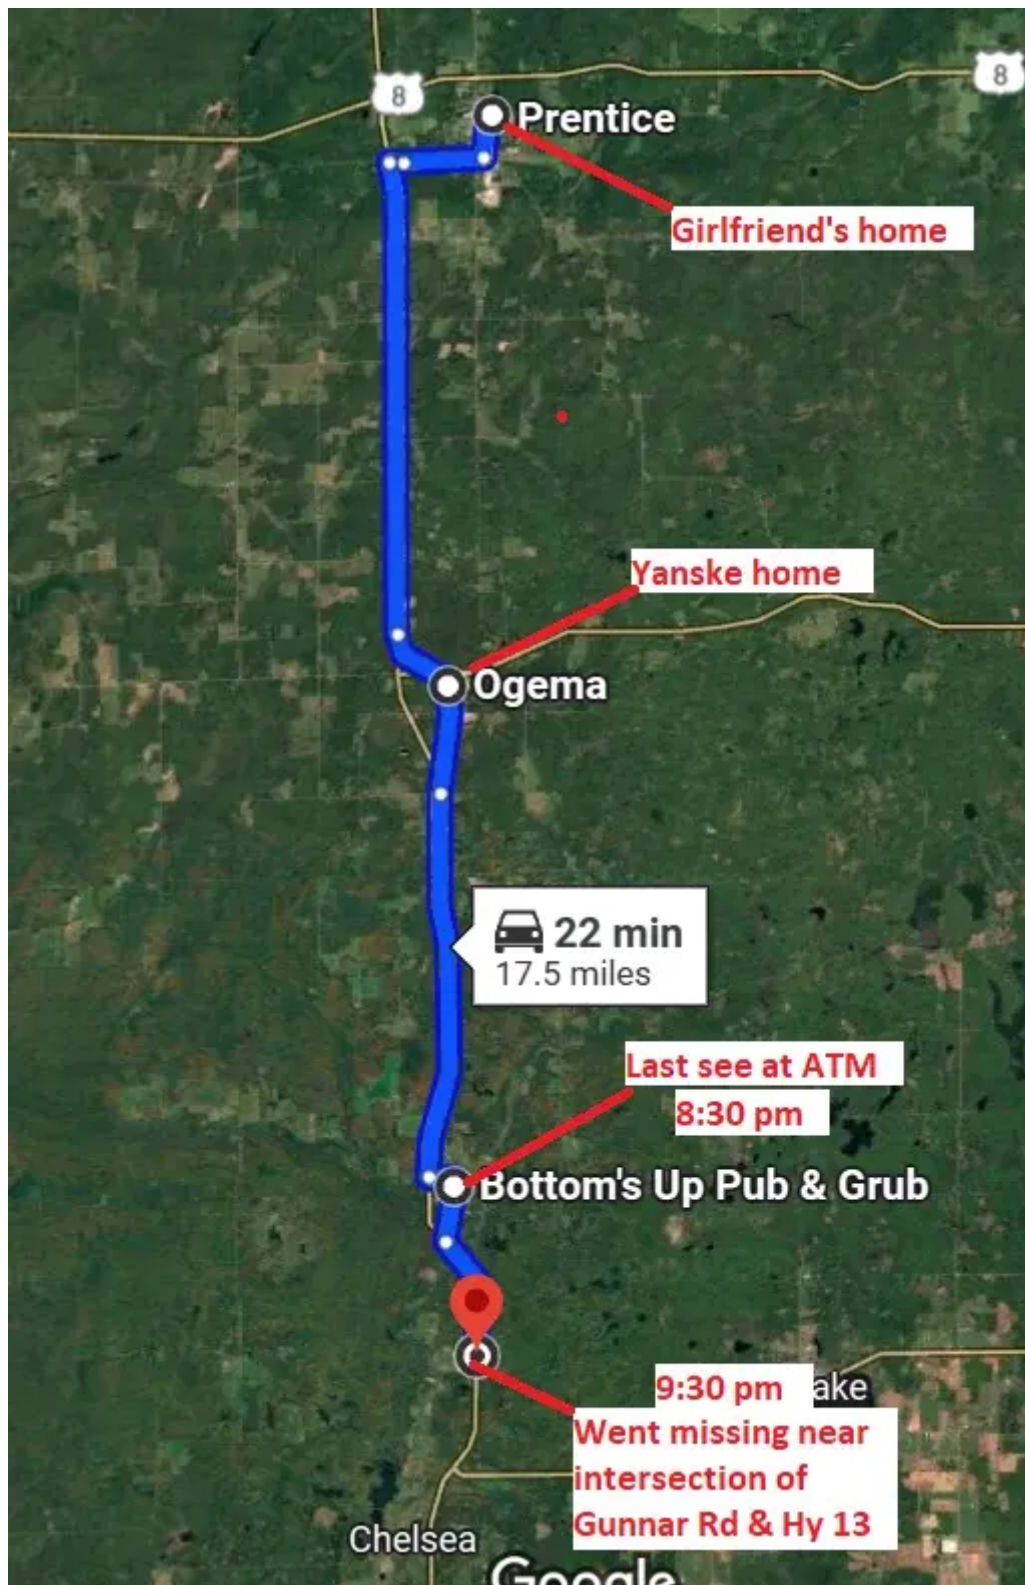 8
8
Prentice
Girlfriend's home
Yanske home
Ogema
22 min
17.5 miles
Last see at ATM
8:30 pm
Bottom's Up Pub & Grub
9:30 pm
ake
Went missing near
intersection of
Gunnar Rd & Hy 13
Chelsea
Google